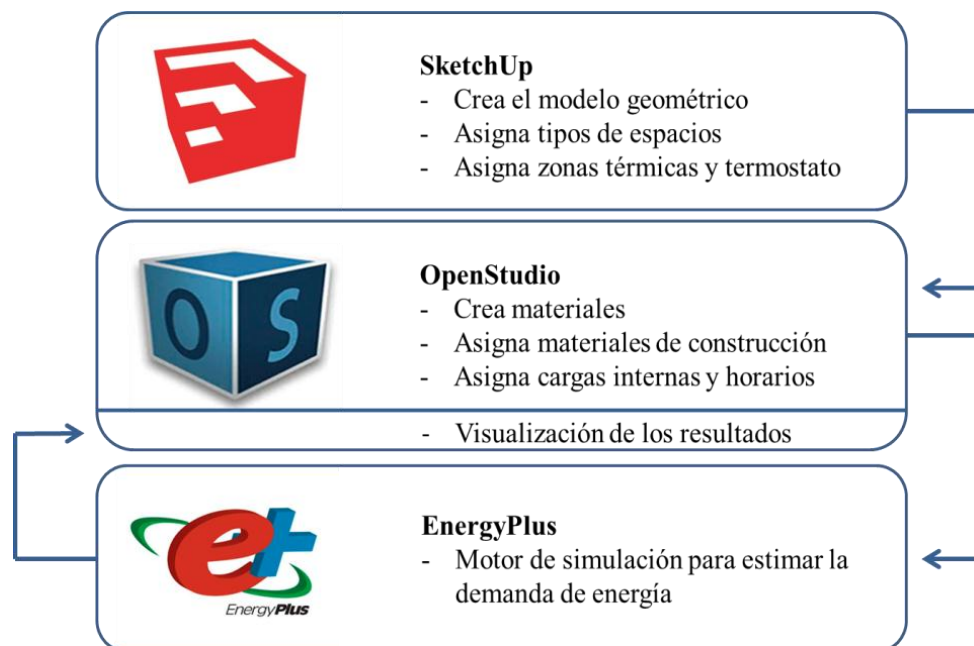 SketchUp
- Crea el modelo geométrico
- Asigna tipos de espacios
- Asigna zonas térmicas y termostato
O S
OpenStudio
- Crea materiales
- Asigna materiales de construcción
- Asigna cargas internas y horarios
- Visualización de los resultados
e+
EnergyPlus
EnergyPlus
- Motor de simulación para estimar la
demanda de energía